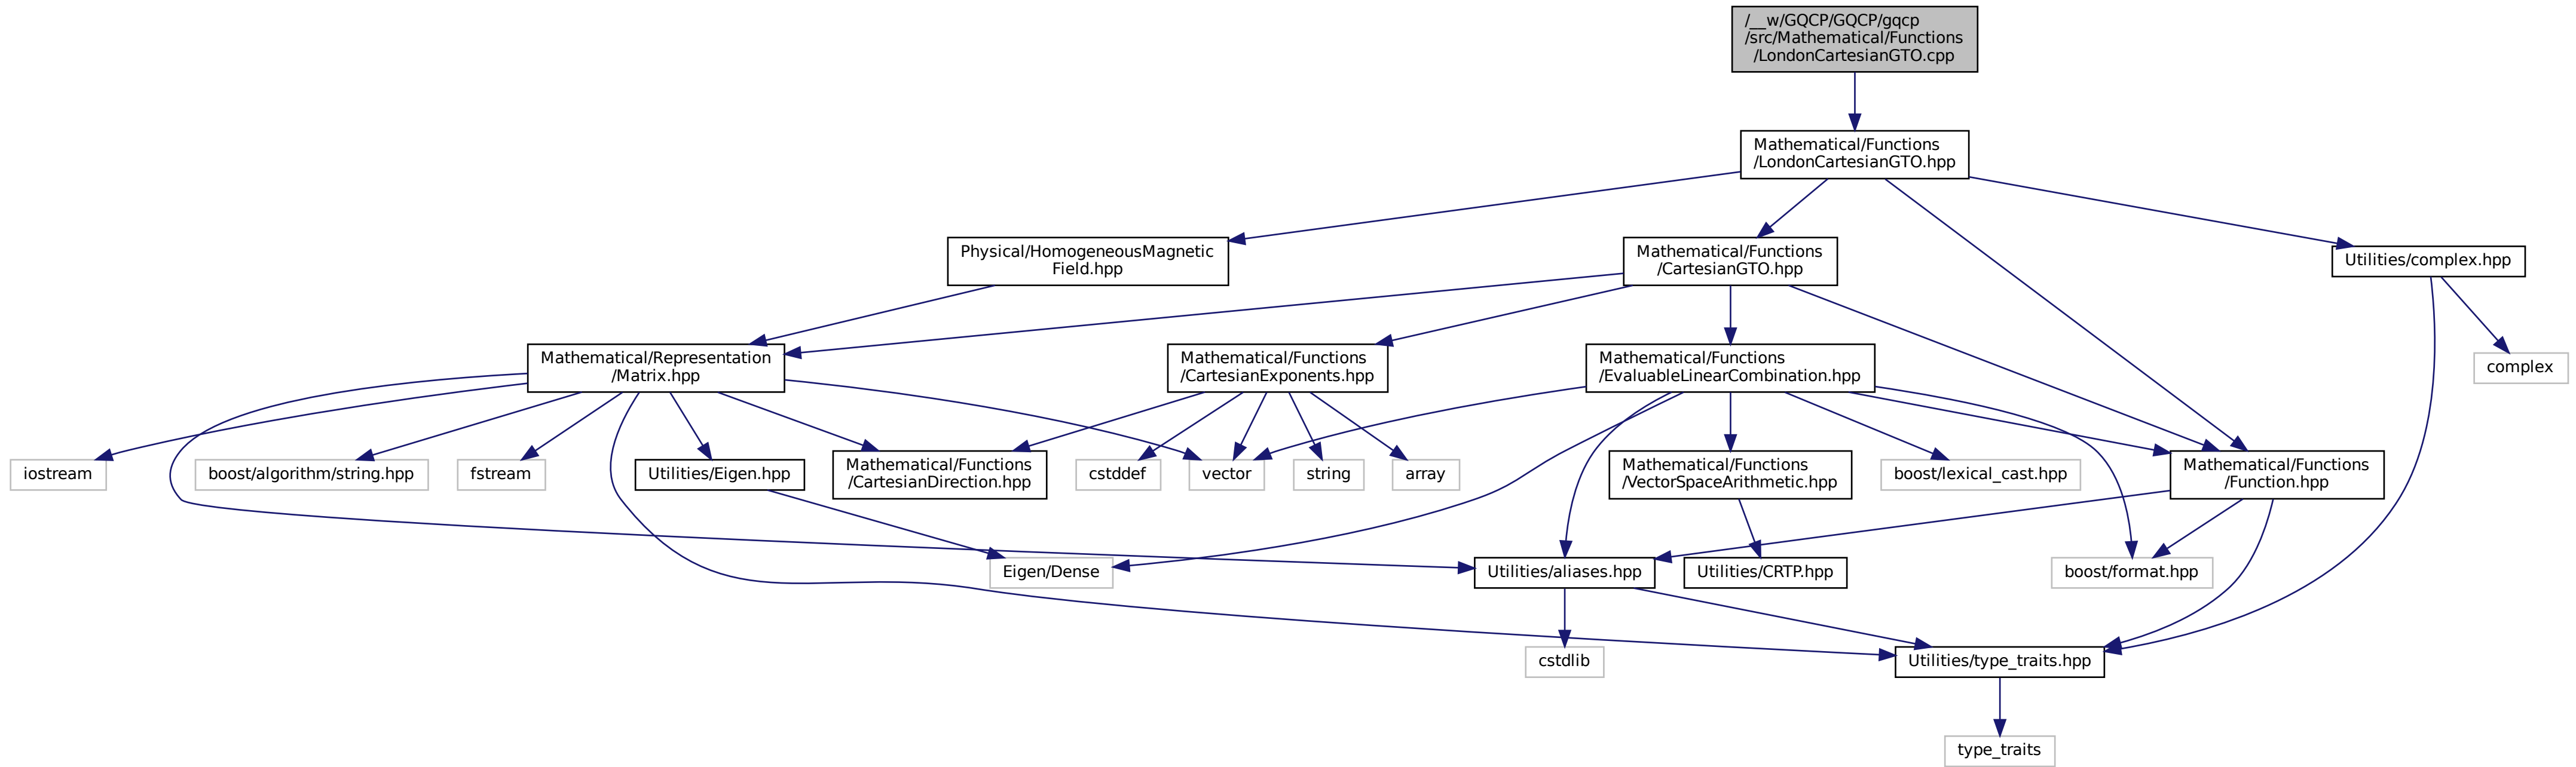 /__w/GQCP/GQCP/gqcp
/src/Mathematical/Functions
/LondonCartesianGTO.cpp
Mathematical/Functions
/LondonCartesianGTO.hpp
Physical/HomogeneousMagnetic
Field.hpp
Mathematical/Functions
/CartesianGTO.hpp
Utilities/complex.hpp
Mathematical/Representation
/Matrix.hpp
Mathematical/Functions
/CartesianExponents.hpp
Mathematical/Functions
/EvaluableLinearCombination.hpp
complex
iostream
boost/algorithm/string.hpp
fstream
Utilities/Eigen.hpp
Mathematical/Functions
/CartesianDirection.hpp
cstddef
vector
string
array
Mathematical/Functions
/VectorSpaceArithmetic.hpp
boost/lexical_cast.hpp
Mathematical/Functions
/Function.hpp
Eigen/Dense
Utilities/aliases.hpp
Utilities/CRTP.hpp
boost/format.hpp
cstdlib
Utilities/type_traits.hpp
type_traits